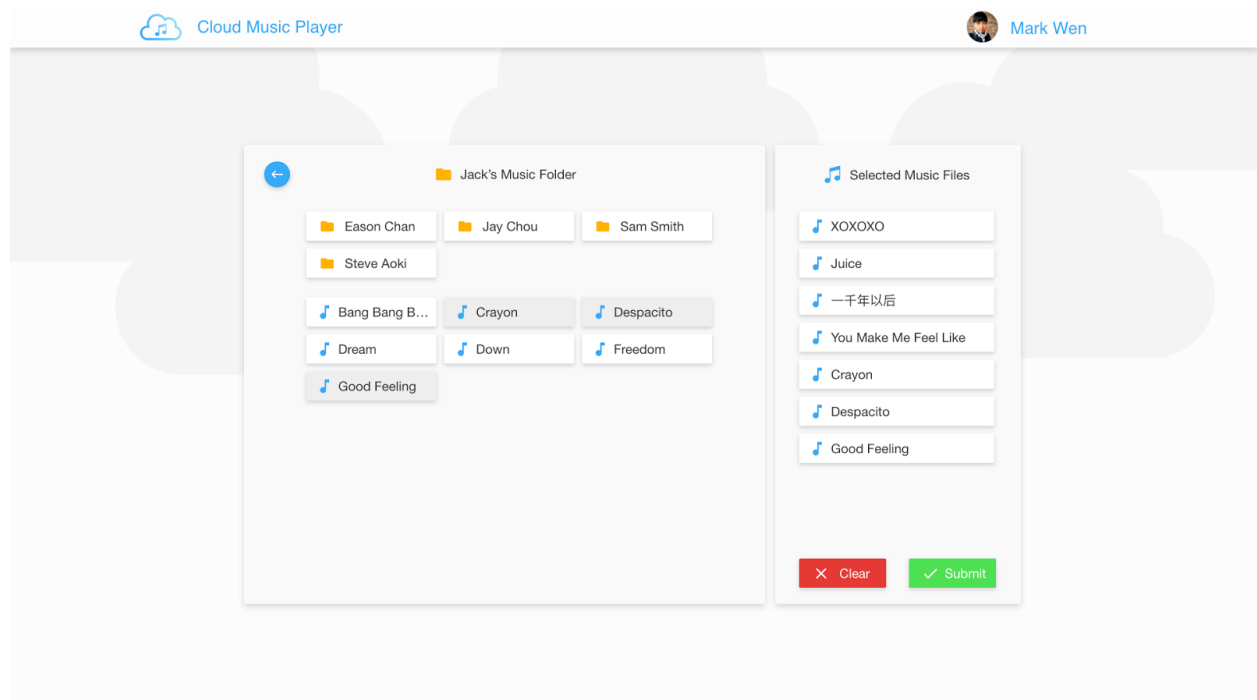 Cloud Music Player
Mark Wen
Jack's Music Folder
Eason Chan
Jay Chou
Sam Smith
Steve Aoki
Bang Bang B...
Crayon
Despacito
Dream
Down
Freedom
Good Feeling
Selected Music Files
XOXOXO
Juice
一千年以后
You Make Me Feel Like
Crayon
Despacito
Good Feeling
Clear
Submit